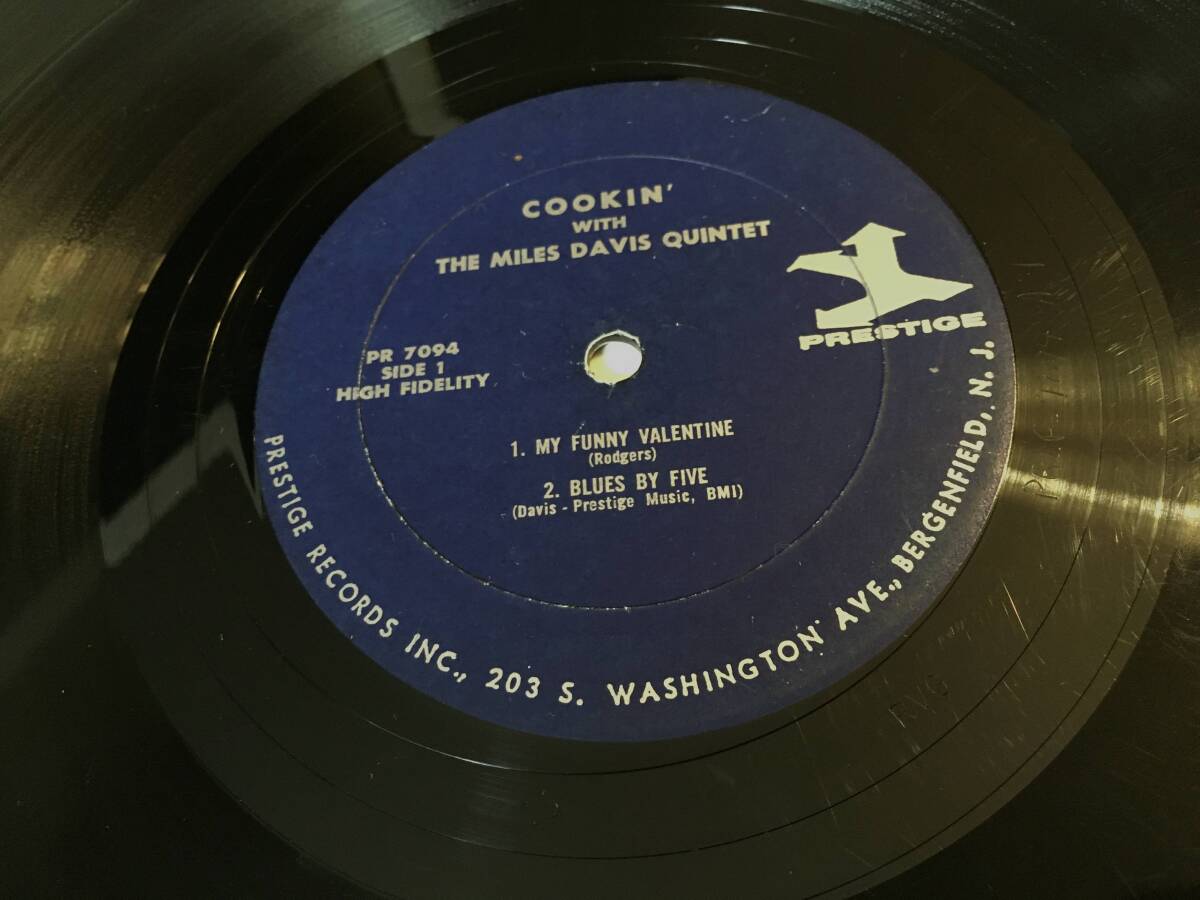 COOKIN'
WITH
THE MILES DAVIS QUINTET
PRESTIGE
PR 7094
SIDE 1
HIGH FIDELITY
1. MY FUNNY VALENTINE
(Rodgers)
2. BLUES BY FIVE
(Davis - Prestige Music, BMI)
PRESTIGE RECORDS INC., 203 S. WASHINGTON AVE., BERGENFIELD, N. J.
RVG